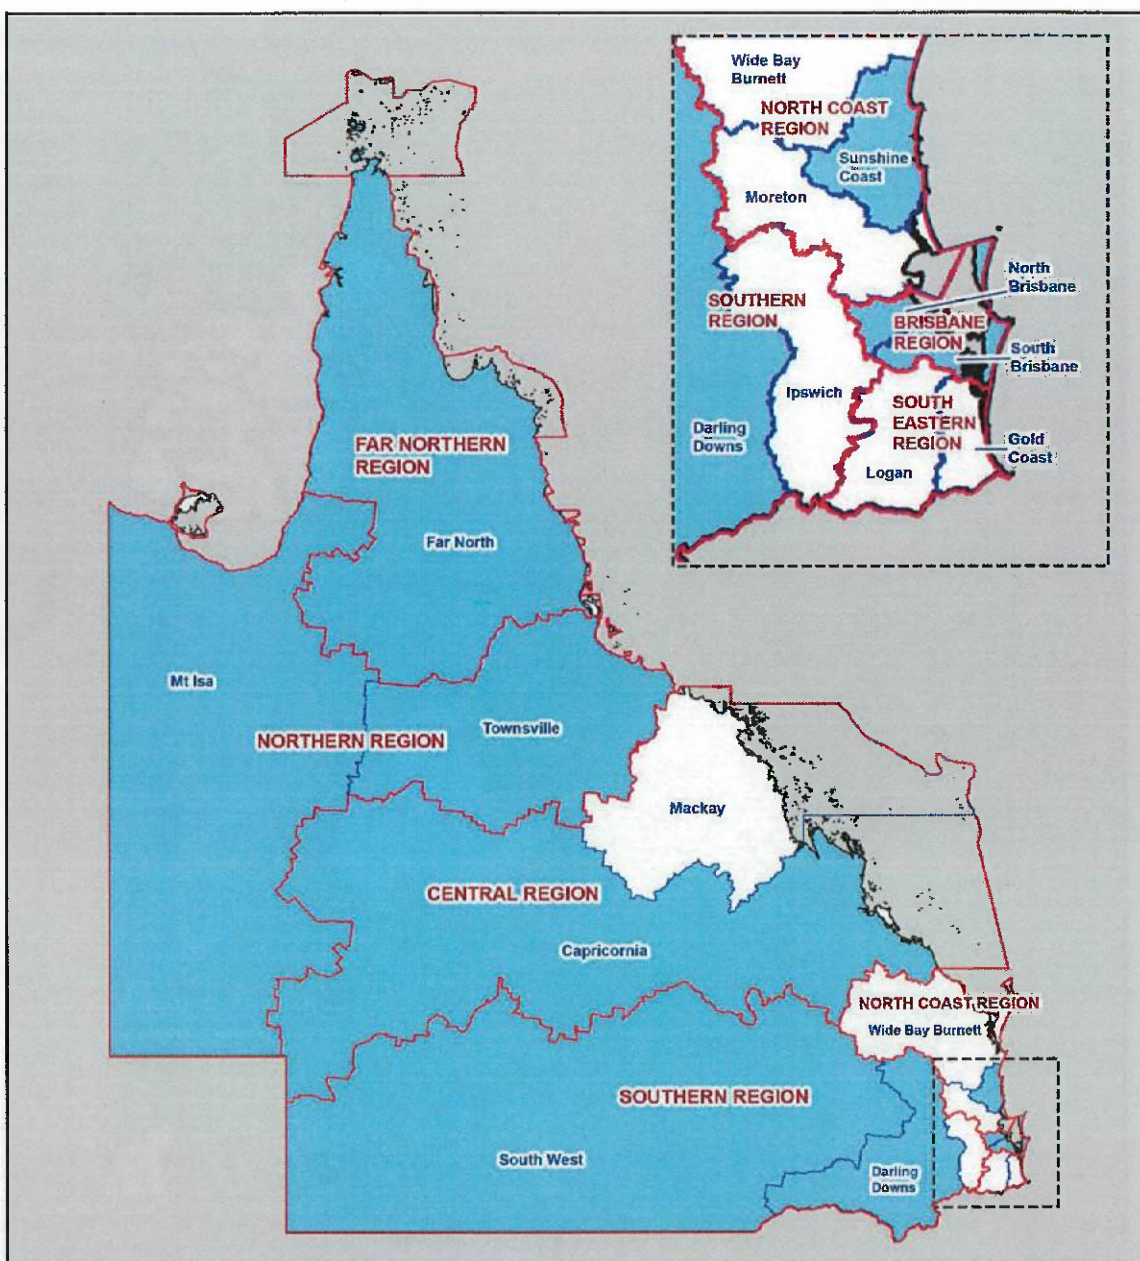 Wide Bay
Burnett
NORTH COAST
REGION
Sunshine
Coast
Moreton
North
Brisbane
SOUTHERN
REGION
BRISBANE
REGION
South
Brisbane
Ipswich
SOUTH
EASTERN
REGION
Darling
Downs
Gold
Coast
Logan
FAR NORTHERN
REGION
Far North
Mt Isa
NORTHERN REGION
Townsville
Mackay
CENTRAL REGION
Capricornia
NORTH COAST REGION
Wide Bay Burnett
SOUTHERN REGION
South West
Darling
Downs